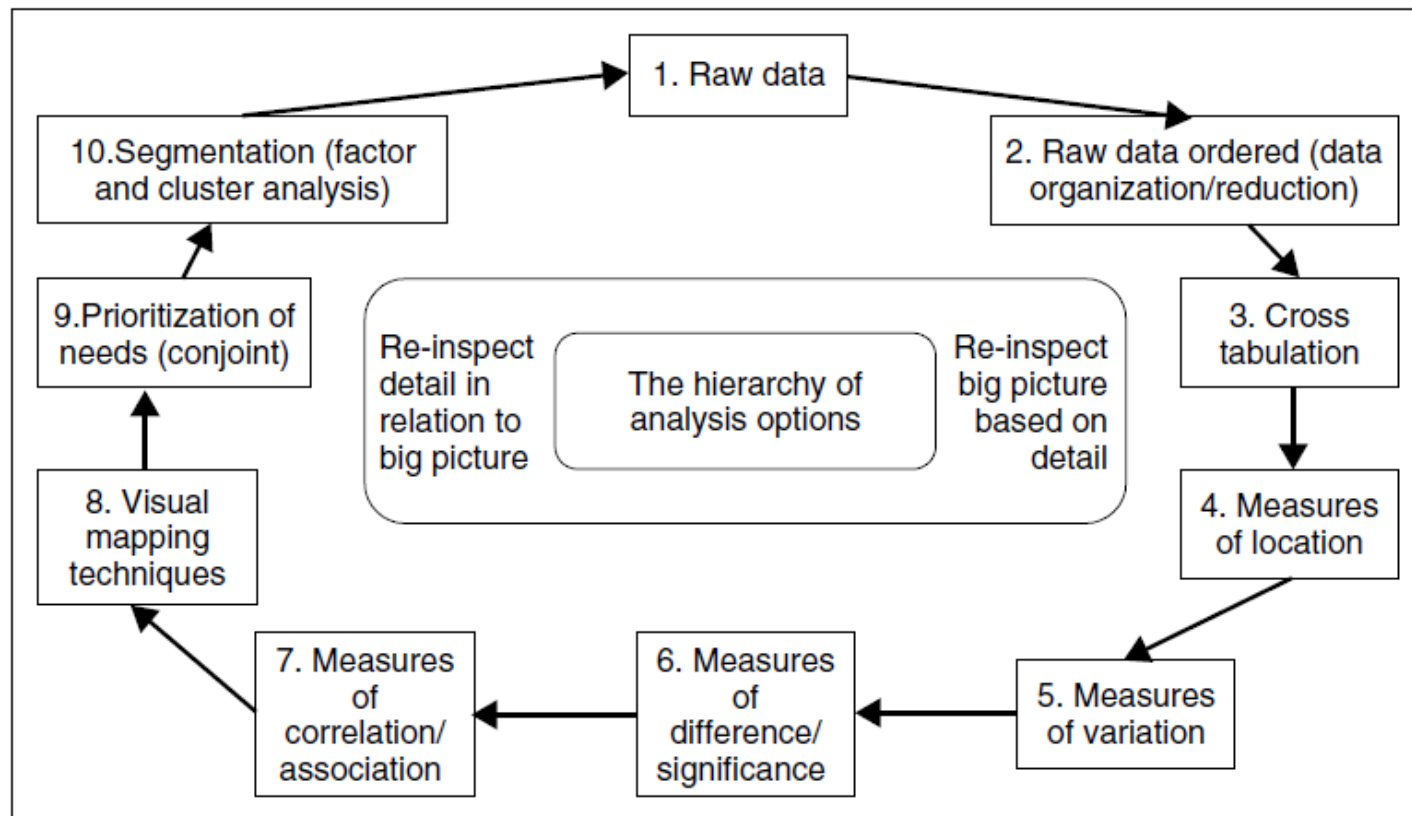 1. Raw data
2. Raw data ordered (data
organization/reduction)
3. Cross
tabulation
4. Measures
of location
5. Measures
of variation
6. Measures
of
difference/
significance
7. Measures
of
correlation/
association
8. Visual
mapping
techniques
9.Prioritization of
needs (conjoint)
10.Segmentation (factor
and cluster analysis)
Re-inspect
detail in
relation to
big picture
The hierarchy of
analysis options
Re-inspect
big picture
based on
detail